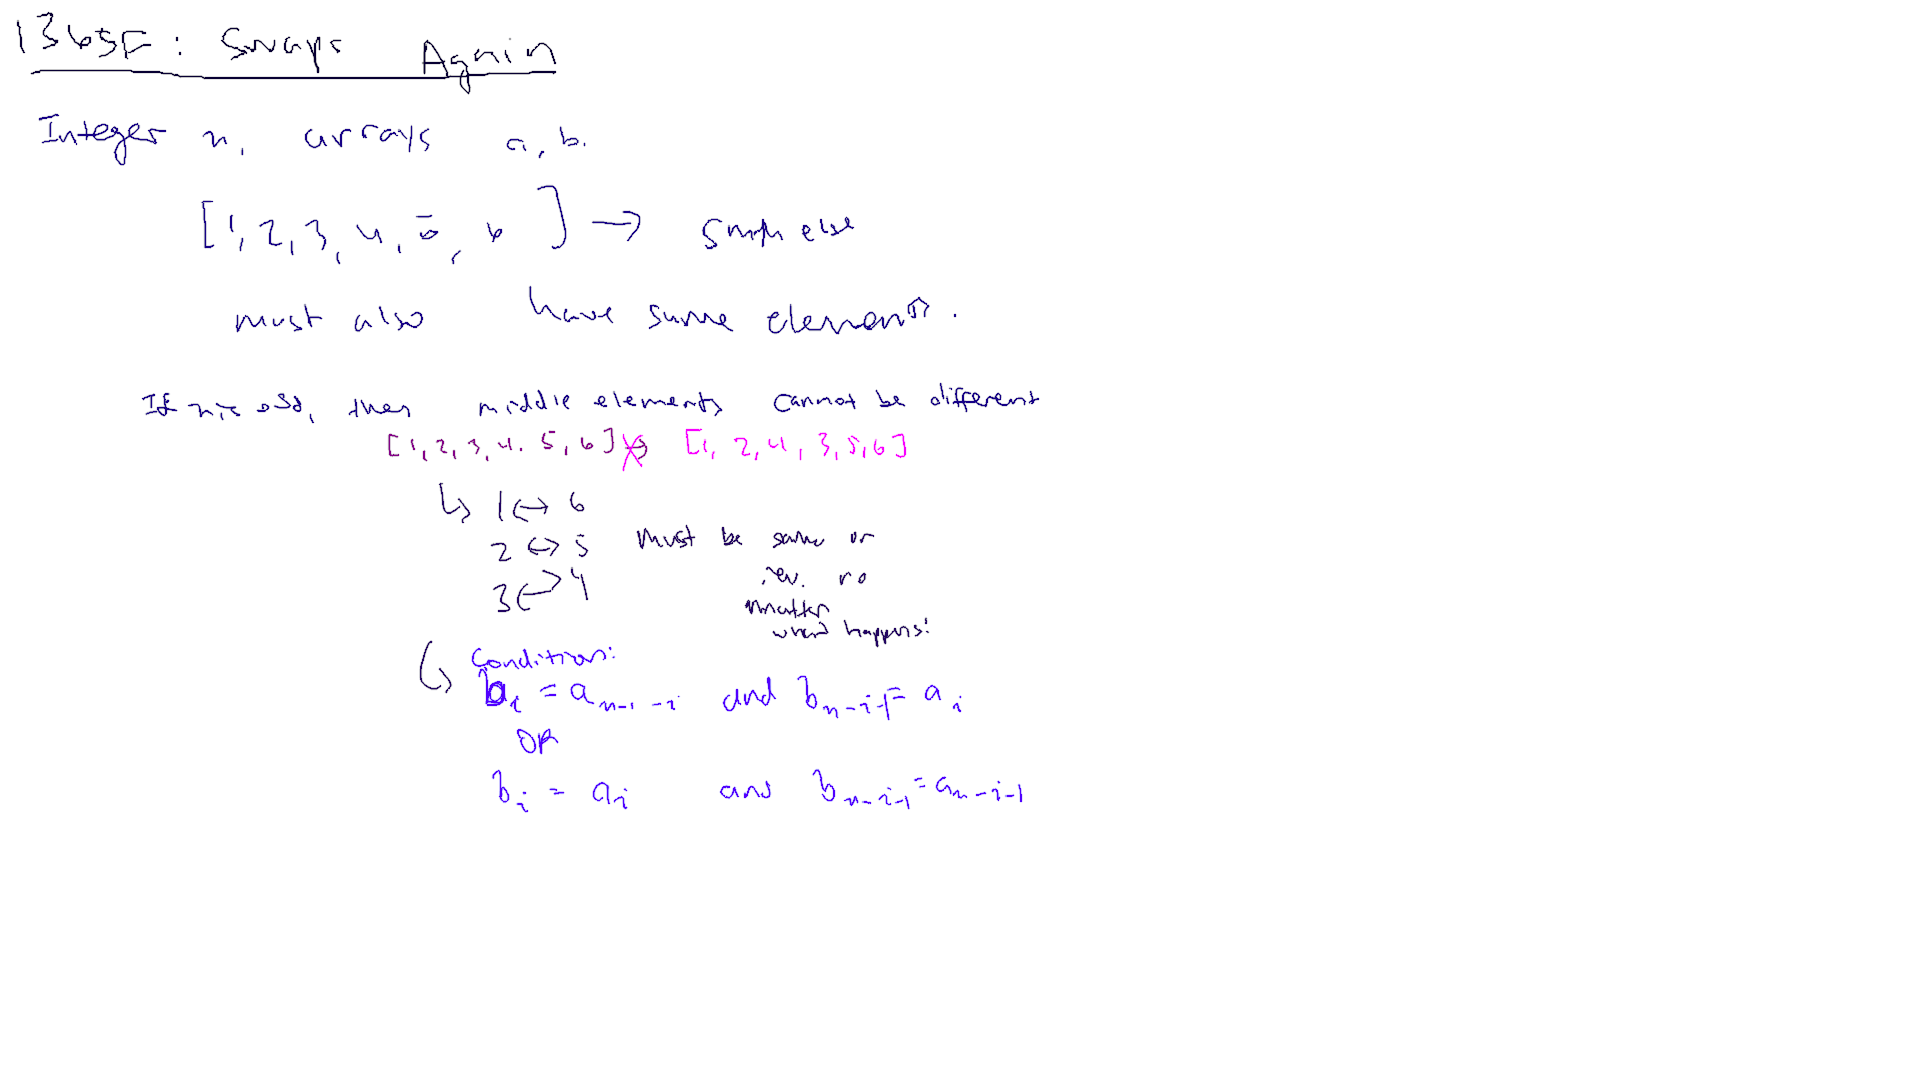 1365F: Swaps Again
Integer n, arrays a, b.
[1, 2, 3, 4, 5, 6] → smth else
must also have same elements.
If n is odd, then middle elements cannot be different
[1, 2, 3, 4, 5, 6] → [1, 2, 4, 3, 5, 6]
↳ 1 ↔ 6
2 ↔ 5 Must be same or
3 ↔ 4 rev. no
matter
what happens!
↳ Condition:
b_i = a_{n-1-i} and b_{n-i-1} = a_i
OR
b_i = a_i and b_{n-i-1} = a_{n-i-1}